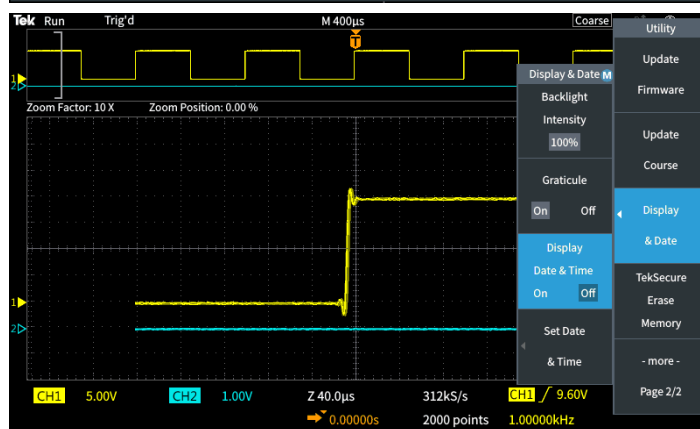 Tek Run Trig'd M 400µs Coarse
T
1
2
Zoom Factor: 10 X Zoom Position: 0.00 %
1
2
Display & Date M
Backlight
Intensity
100%
Graticule
On Off
Display
Date & Time
On Off
Set Date
& Time
Utility
Update
Firmware
Update
Course
Display
& Date
TekSecure
Erase
Memory
- more -
Page 2/2
CH1 5.00V CH2 1.00V Z 40.0µs 312kS/s CH1 / 9.60V
0.00000s 2000 points 1.00000kHz